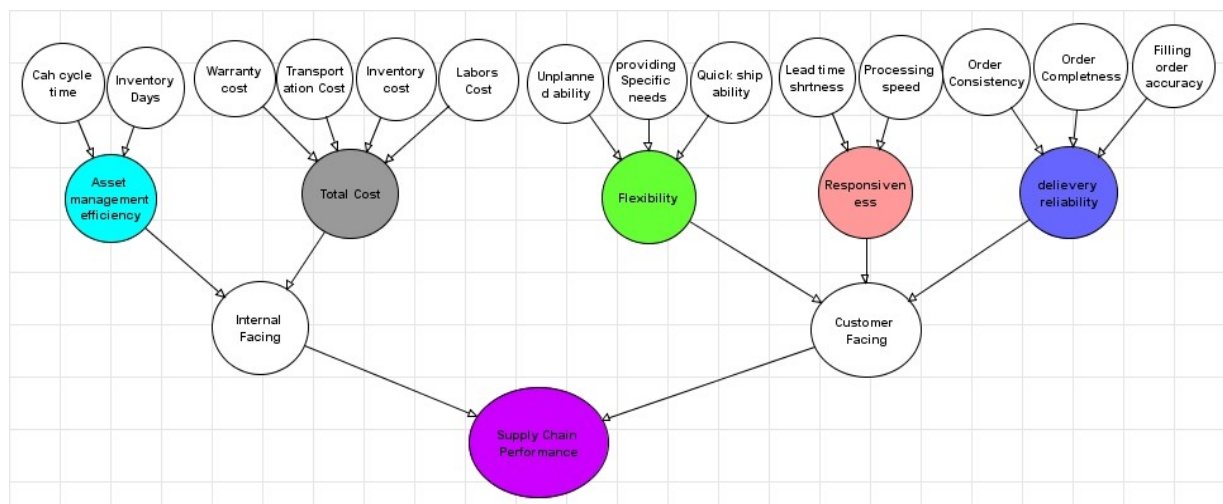 Cah cycle
time
Inventory
Days
Warranty
cost
Transport
ation Cost
Inventory
cost
Labors
Cost
Unplanne
d ability
providing
Specific
needs
Quick ship
ability
Lead time
shrtness
Processing
speed
Order
Consistency
Order
Completness
Filling
order
accuracy
Asset
management
efficiency
Total Cost
Flexibility
Responsiven
ess
delievery
reliability
Internal
Facing
Customer
Facing
Supply Chain
Performance